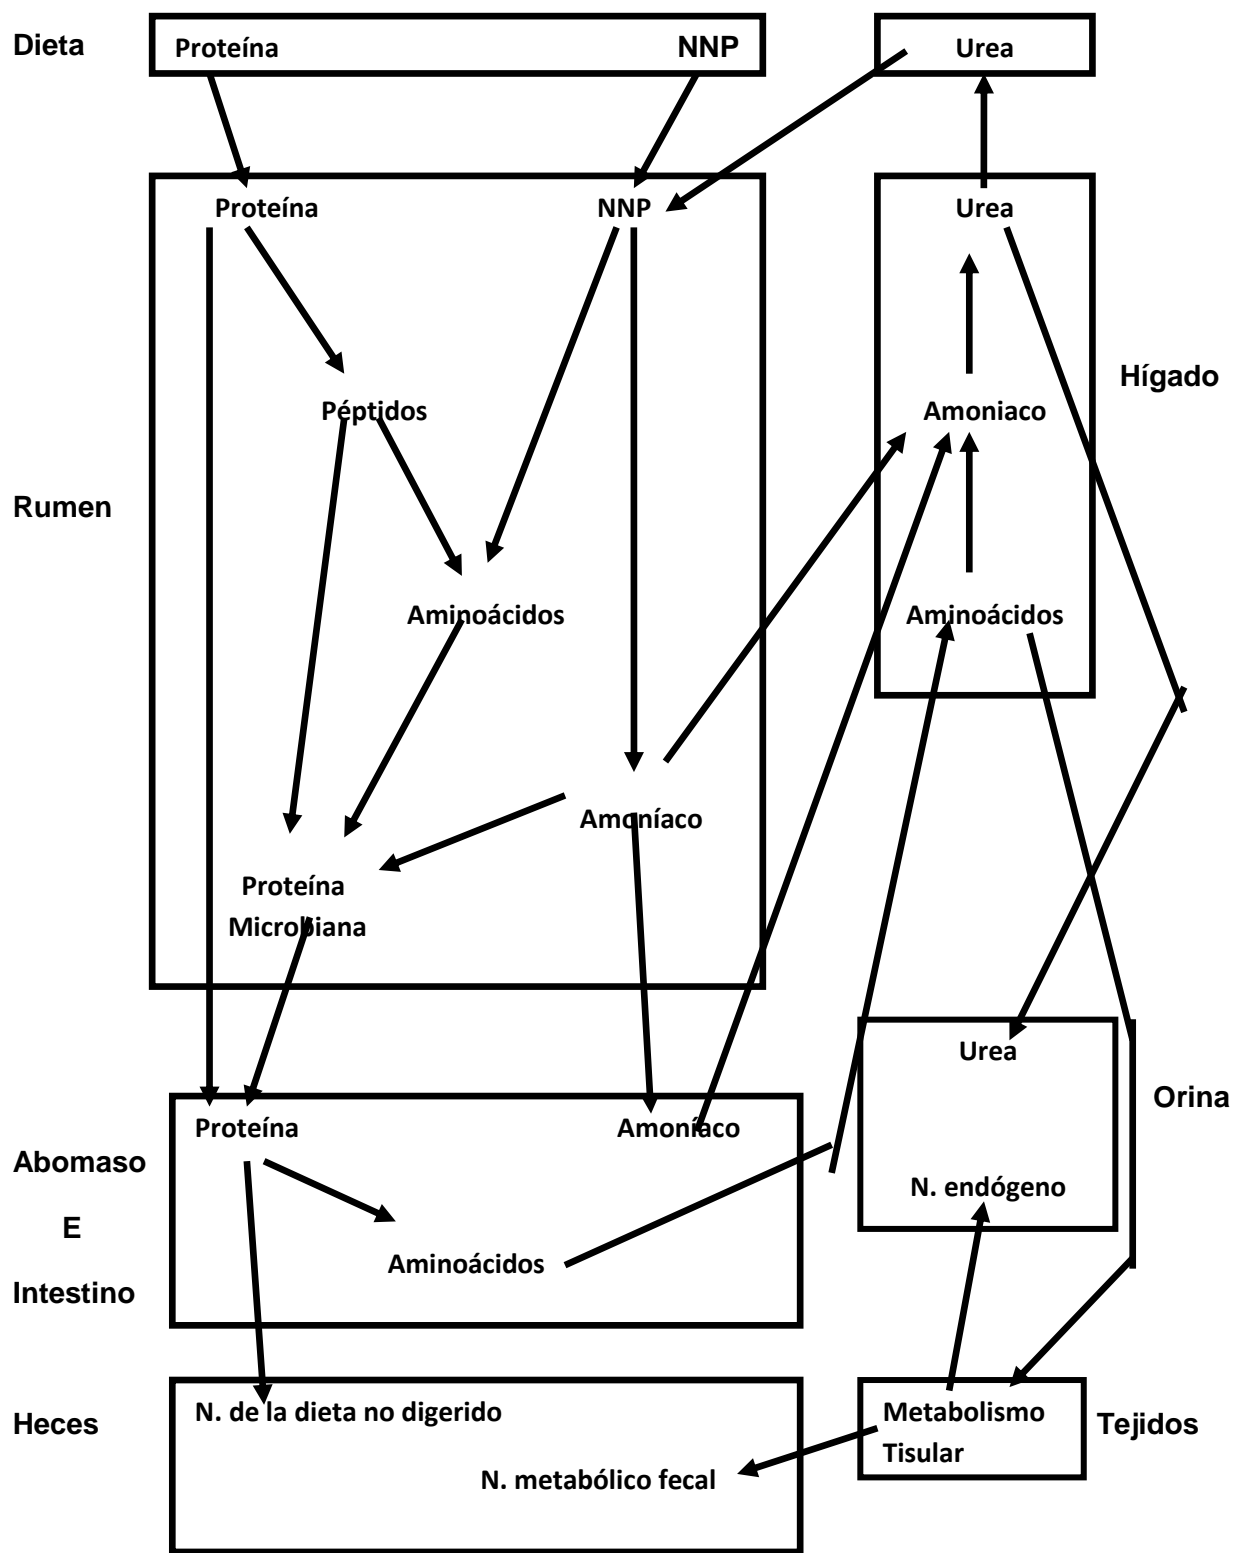 Dieta
Proteína
NNP
Urea
Proteína
NNP
Urea
Hígado
Péptidos
Amoniaco
Rumen
Aminoácidos
Aminoácidos
Amoníaco
Proteína
Microbiana
Urea
Orina
Proteína
Amoníaco
Abomaso
E
Intestino
N. endógeno
Aminoácidos
Heces
N. de la dieta no digerido
Metabolismo
Tisular
Tejidos
N. metabólico fecal